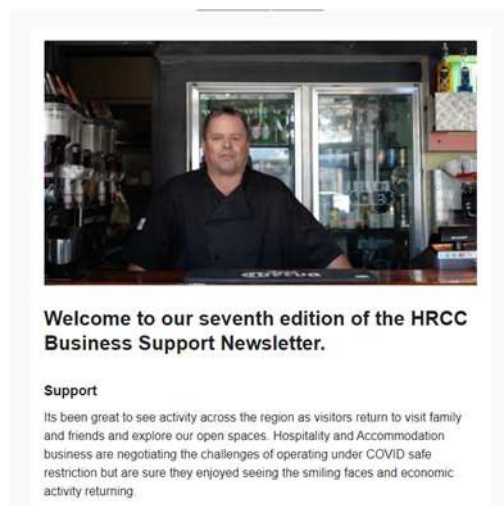 Welcome to our seventh edition of the HRCC
Business Support Newsletter.
Support
Its been great to see activity across the region as visitors return to visit family
and friends and explore our open spaces. Hospitality and Accommodation
business are negotiating the challenges of operating under COVID safe
restriction but are sure they enjoyed seeing the smiling faces and economic
activity returning.